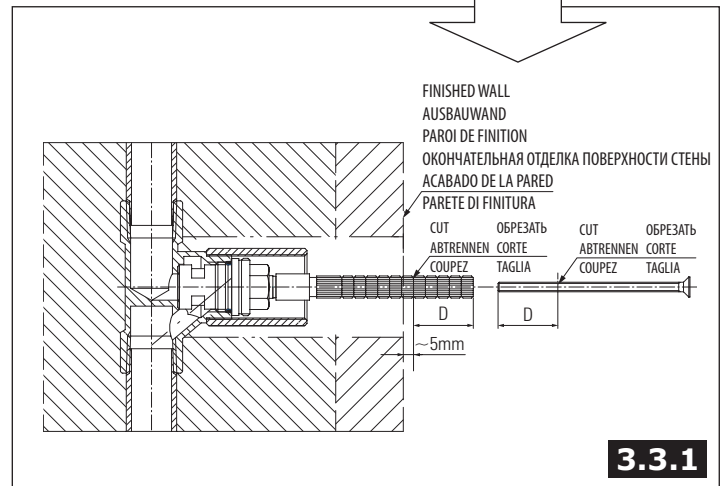 FINISHED WALL
AUSBAUWAND
PAROI DE FINITION
ОКОНЧАТЕЛЬНАЯ ОТДЕЛКА ПОВЕРХНОСТИ СТЕНЫ
ACABADO DE LA PARED
PARETE DI FINITURA
CUT ОБРЕЗАТЬ
ABTRENNEN CORTE
COUPEZ TAGLIA
CUT ОБРЕЗАТЬ
ABTRENNEN CORTE
COUPEZ TAGLIA
D
D
~5mm
3.3.1